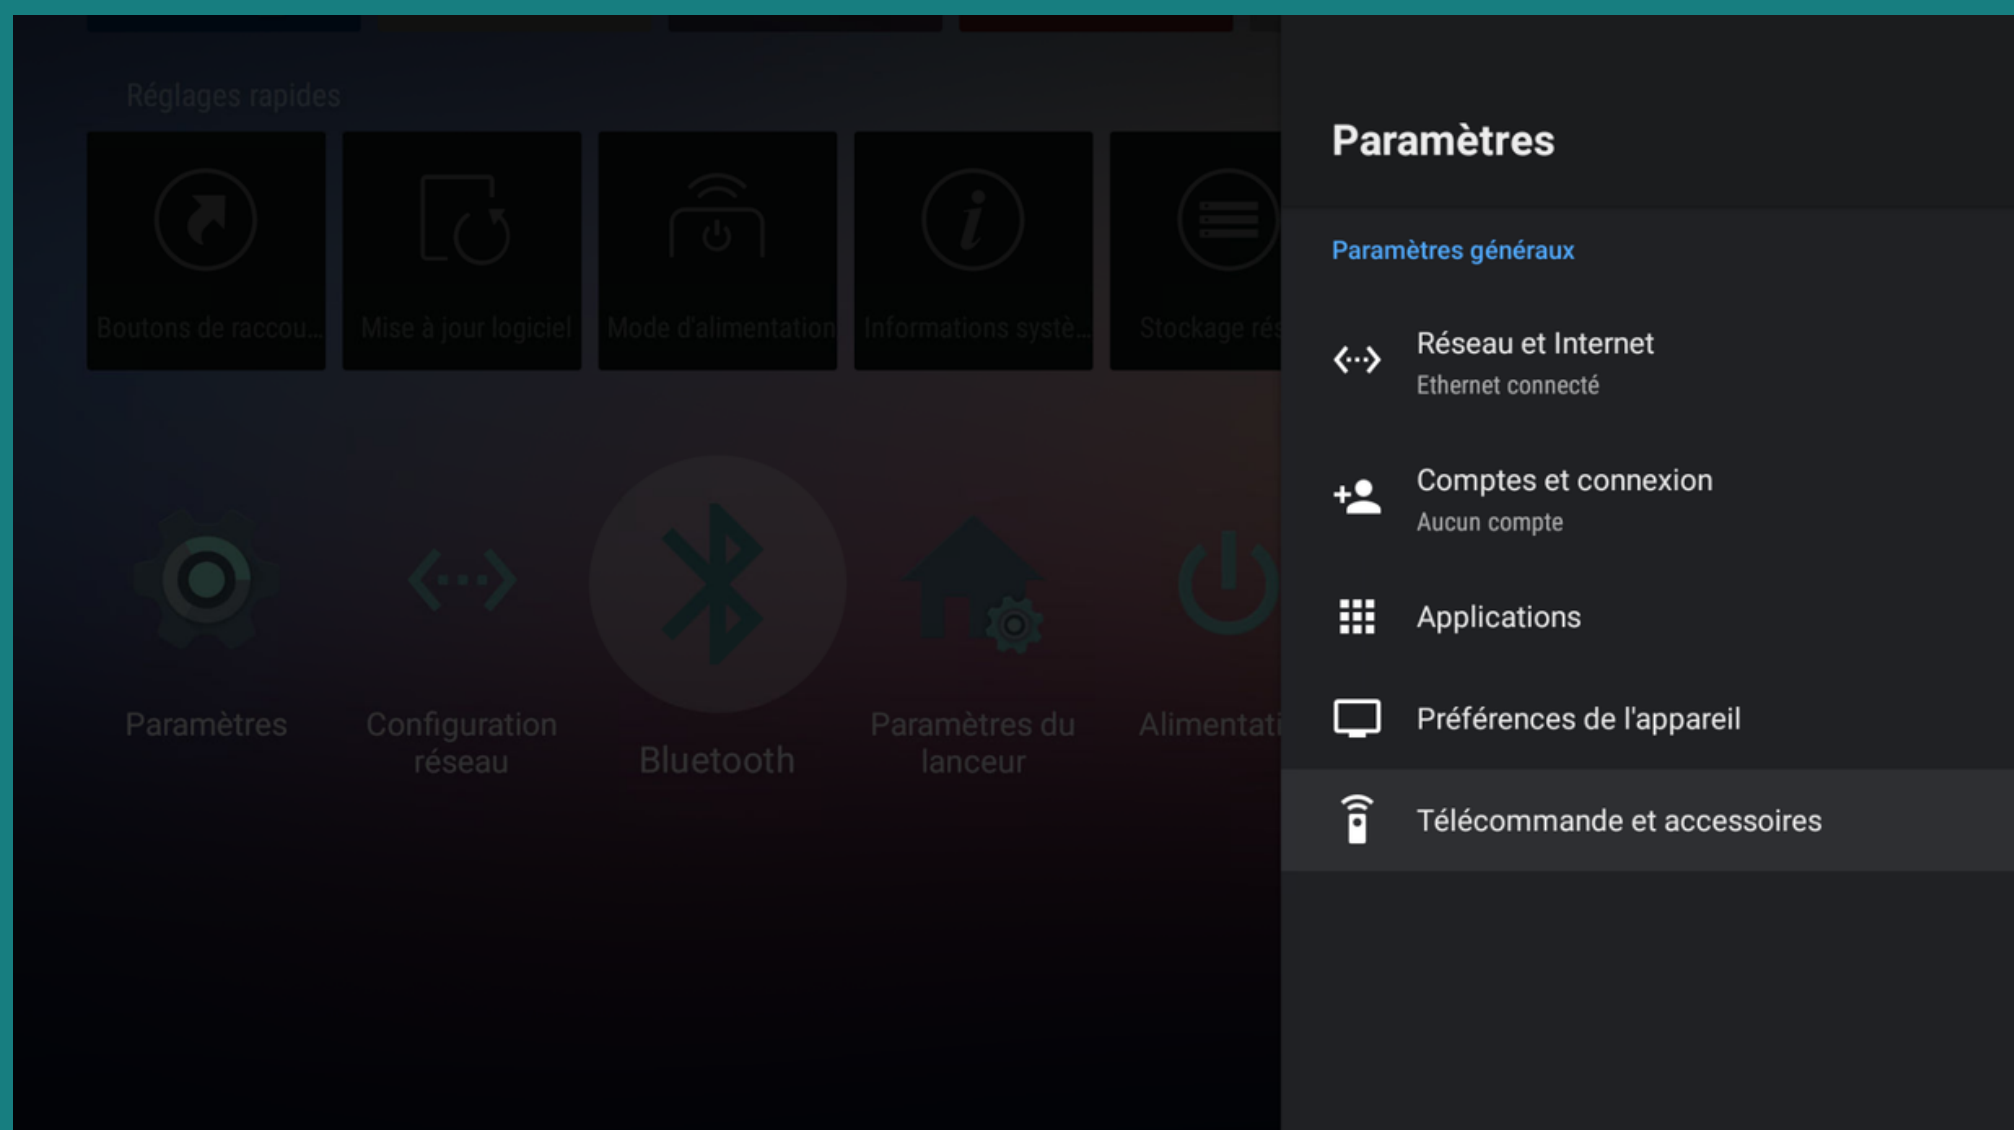 Réglages rapides
Boutons de raccou...
Mise à jour logiciel
Mode d'alimentation
Informations systè...
Stockage rés
Paramètres
Configuration
réseau
Bluetooth
Paramètres du
lanceur
Alimentati
Paramètres
Paramètres généraux
Réseau et Internet
Ethernet connecté
Comptes et connexion
Aucun compte
Applications
Préférences de l'appareil
Télécommande et accessoires